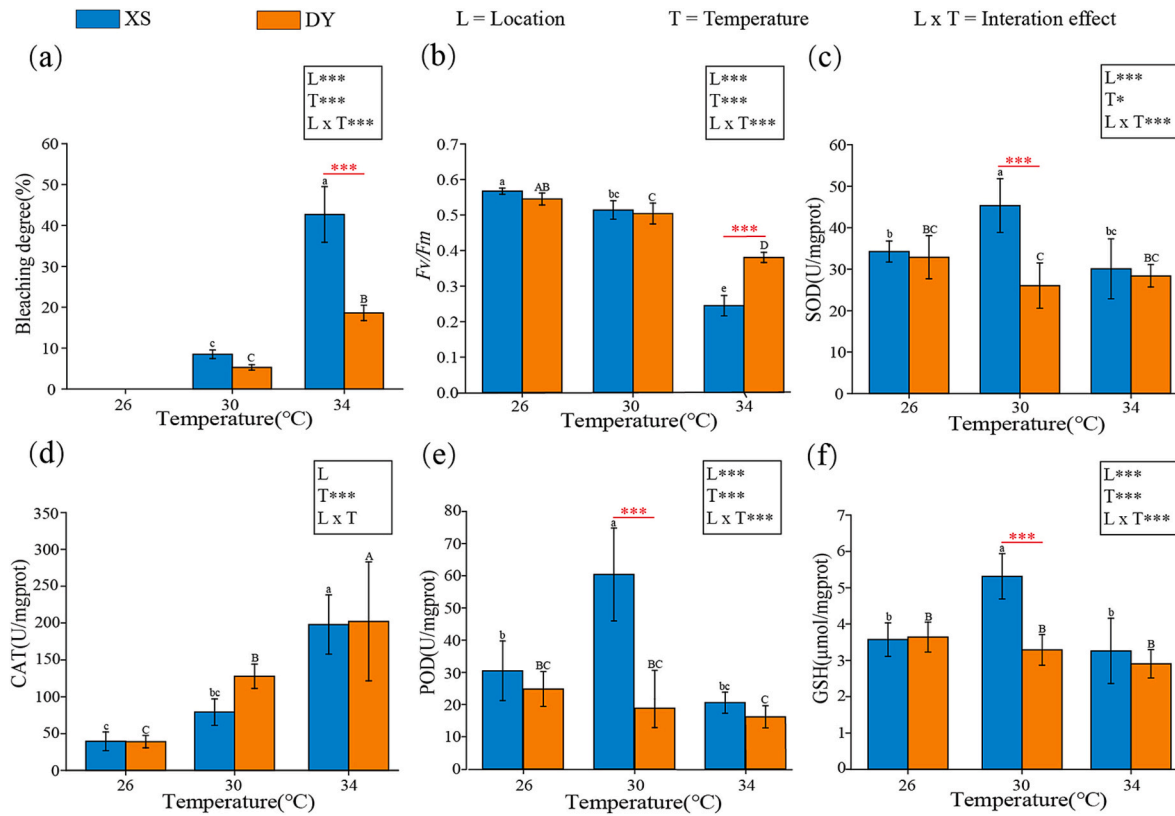 XS
DY
L = Location
T = Temperature
L x T = Interation effect
(a)
L***
T***
L x T***
60
50
40
30
20
10
0
Bleaching degree(%)
c
C
***
a
B
26
30
34
Temperature(°C)
(b)
L***
T***
L x T***
0.7
0.6
0.5
0.4
0.3
0.2
0.1
0.0
Fv/Fm
a
AB
bc
C
***
e
D
26
30
34
Temperature(°C)
(c)
L***
T*
L x T***
60
50
40
30
20
30
0
SOD(U/mgprot)
b
BC
***
a
C
bc
BC
26
30
34
Temperature(°C)
(d)
L
T***
L x T
350
300
250
200
150
100
50
0
CAT(U/mgprot)
c
C
bc
B
a
A
26
30
34
Temperature(°C)
(e)
L***
T***
L x T***
80
70
60
50
40
30
20
10
0
POD(U/mgprot)
b
BC
***
a
BC
bc
C
26
30
34
Temperature(°C)
(f)
L***
T***
L x T***
7
6
5
4
3
2
1
0
GSH(μmol/mgprot)
b
B
***
a
B
b
B
26
30
34
Temperature(°C)